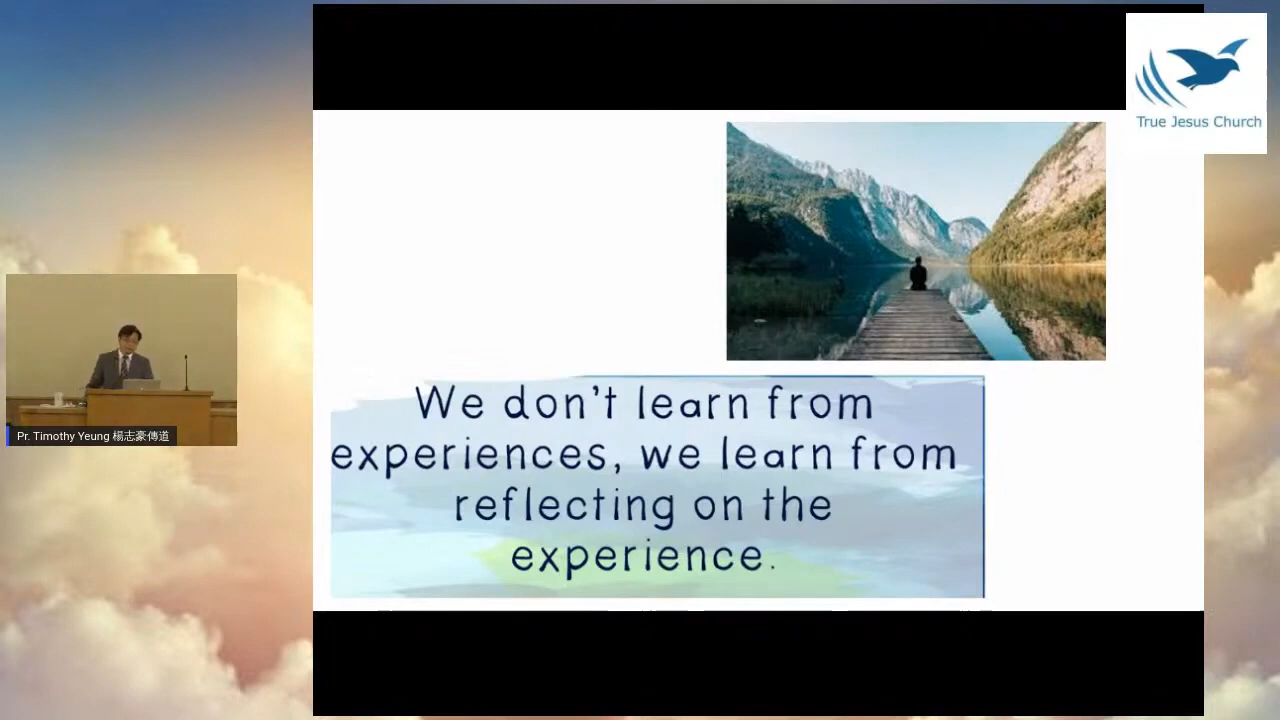 True Jesus Church
We don't learn from
experiences, we learn from
reflecting on the
experience.
Pr. Timothy Yeung 楊志豪傳道